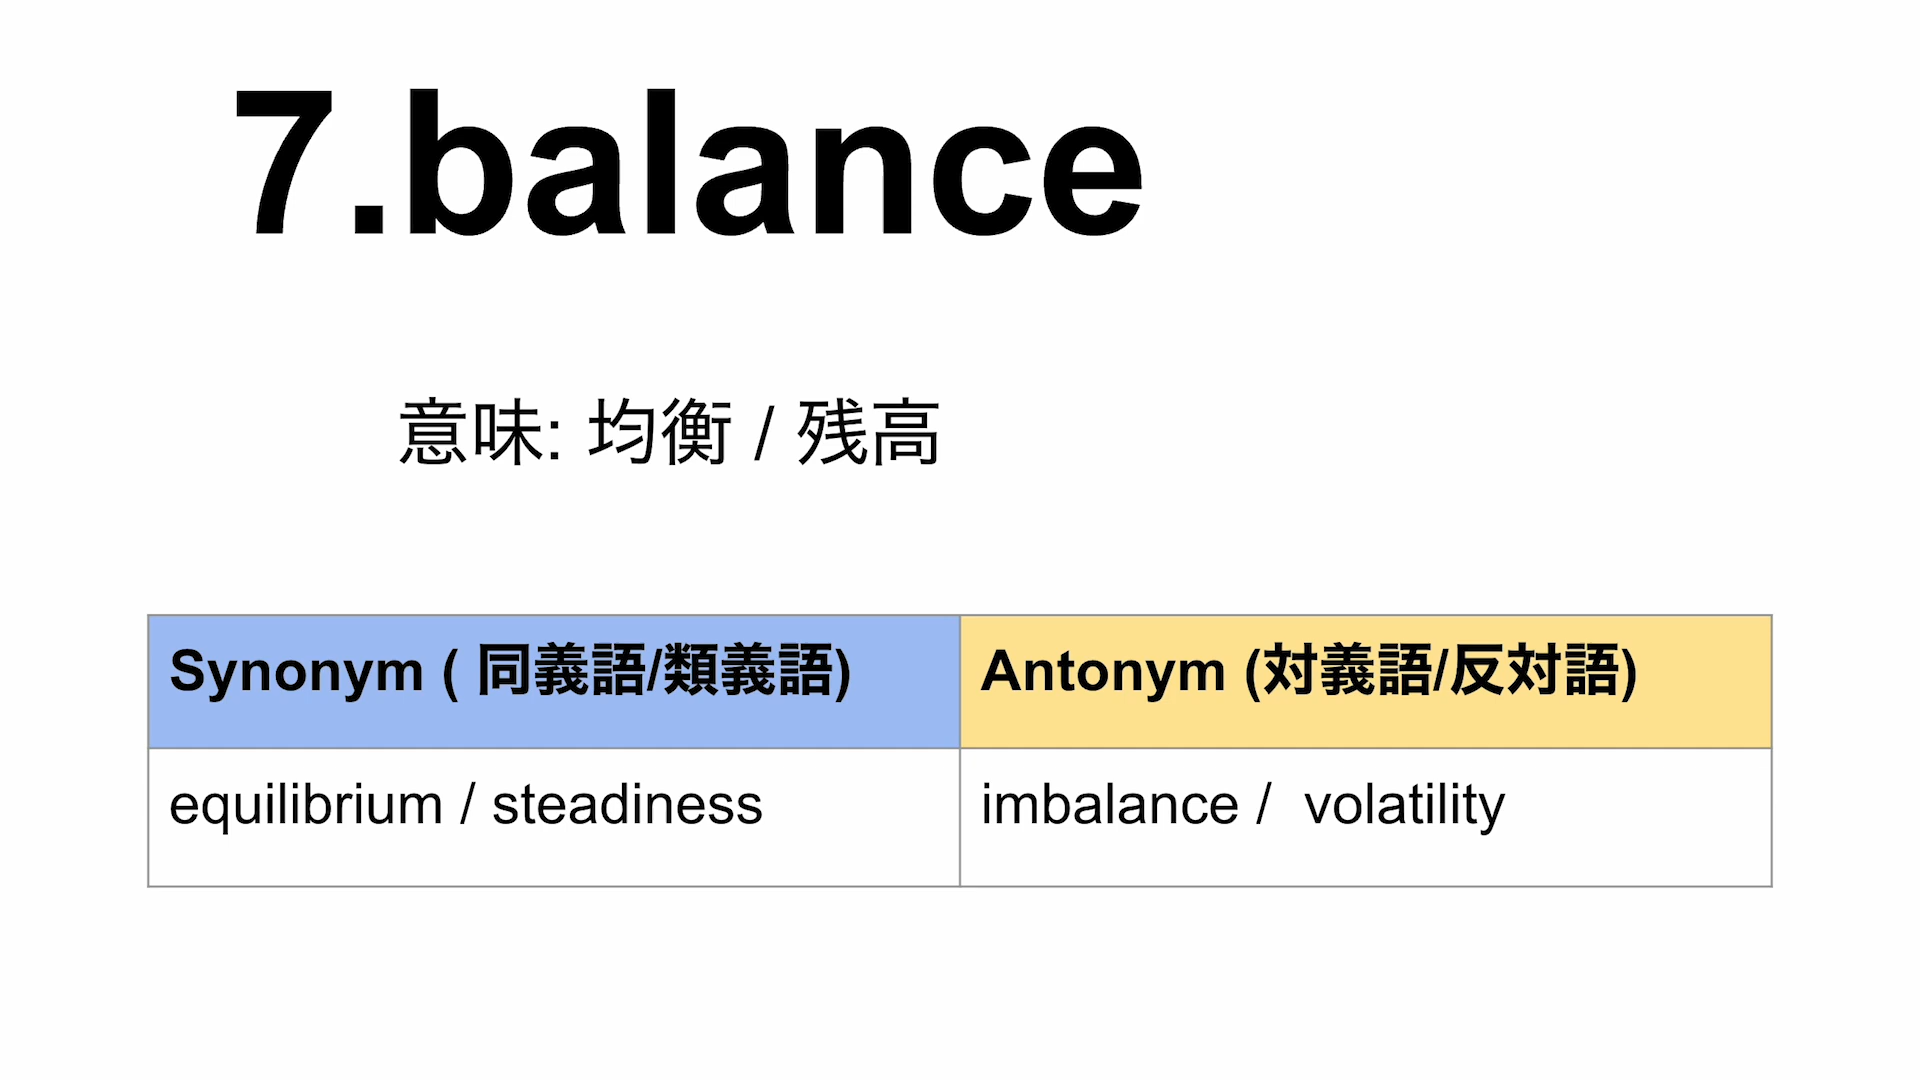 7.balance
意味: 均衡 / 残高
Synonym ( 同義語/類義語)
Antonym (対義語/反対語)
equilibrium / steadiness
imbalance /  volatility